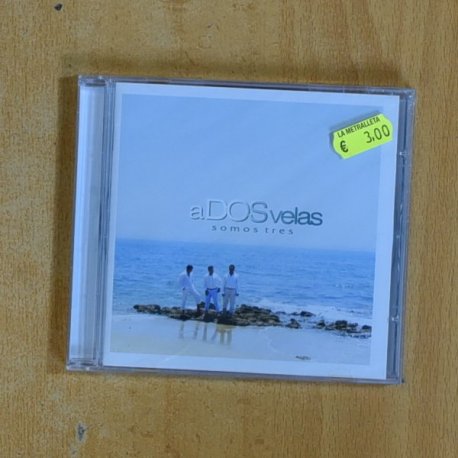 LA METRALLETA
€ 3,00
aDOSvelas
somos tres